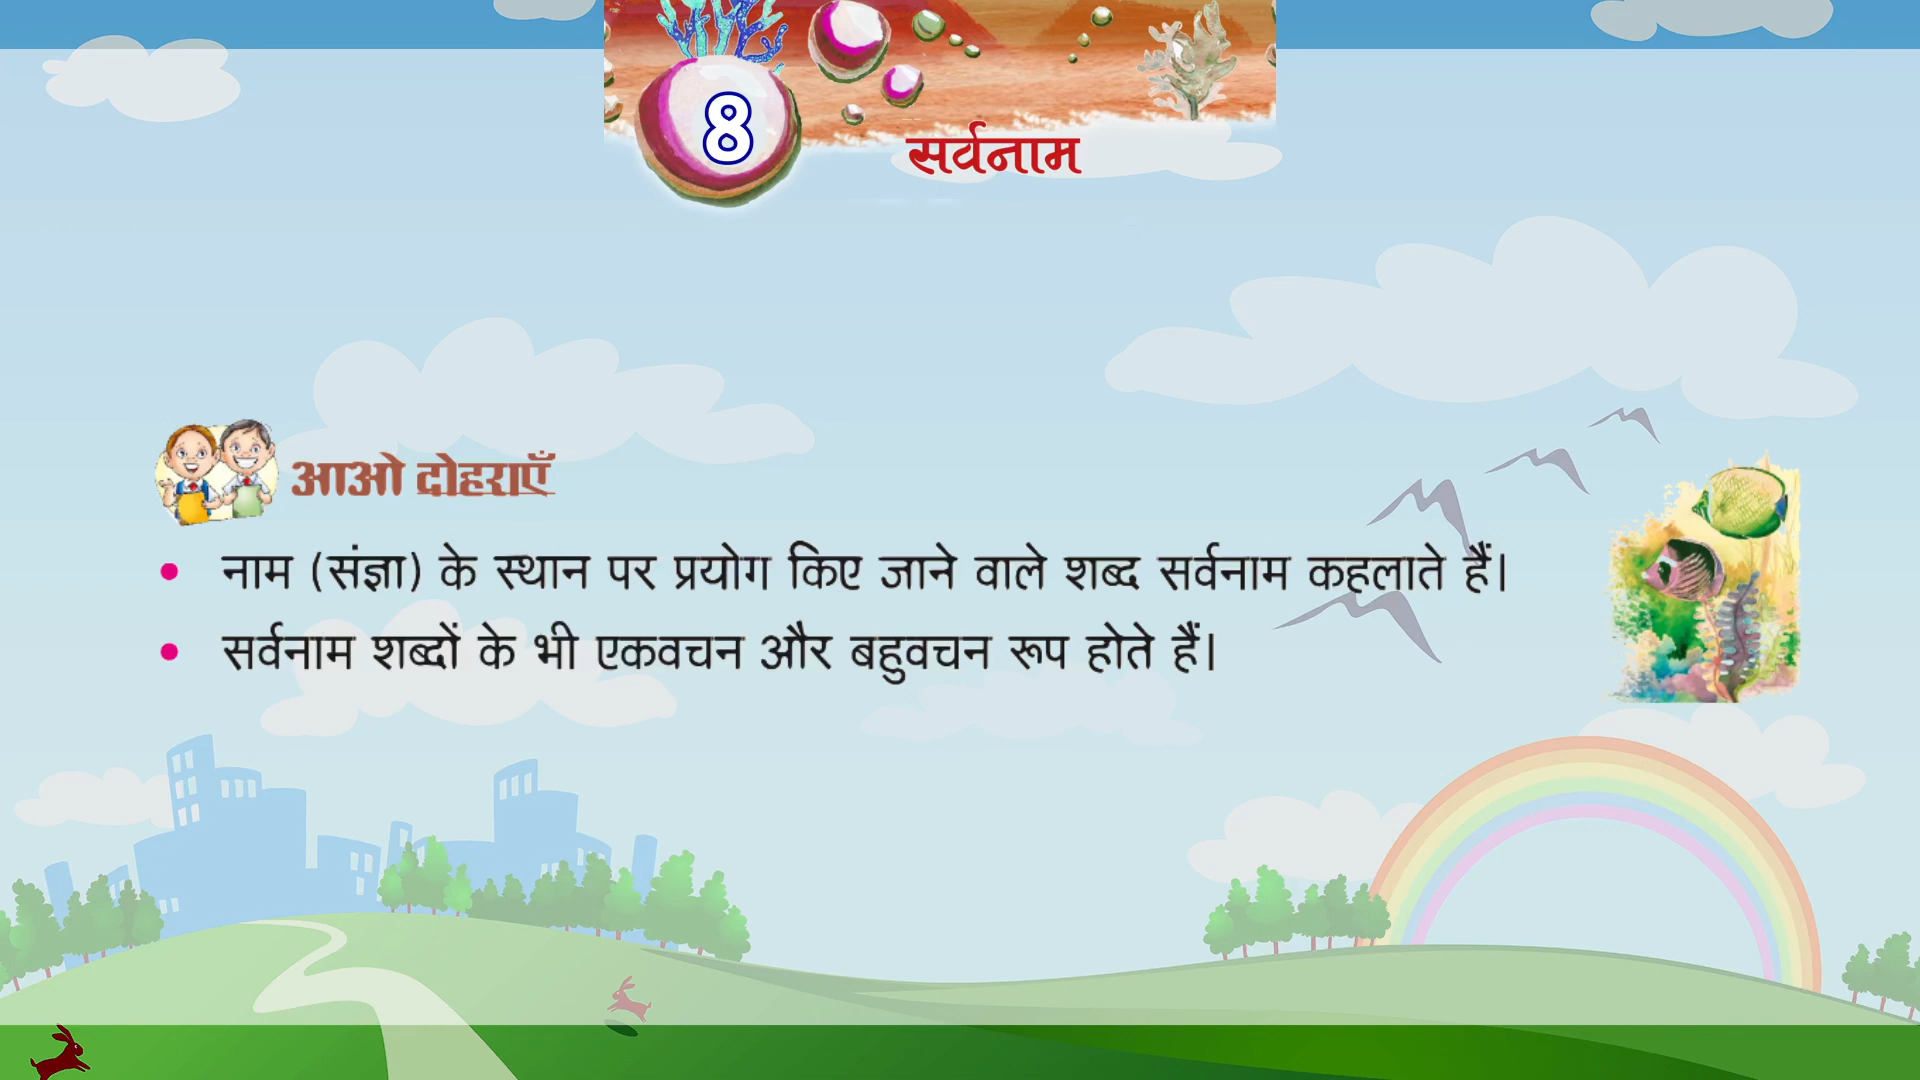 8
सर्वनाम
आओ दोहराएँ
• नाम (संज्ञा) के स्थान पर प्रयोग किए जाने वाले शब्द सर्वनाम कहलाते हैं।
• सर्वनाम शब्दों के भी एकवचन और बहुवचन रूप होते हैं।